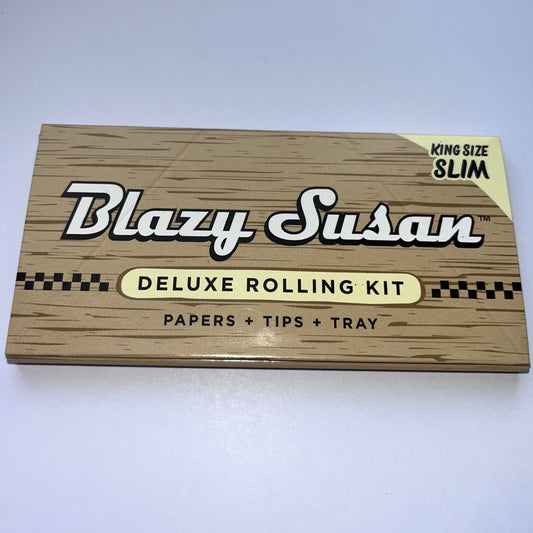 KING SIZE
SLIM
Blazy Susan™
DELUXE ROLLING KIT
PAPERS + TIPS + TRAY